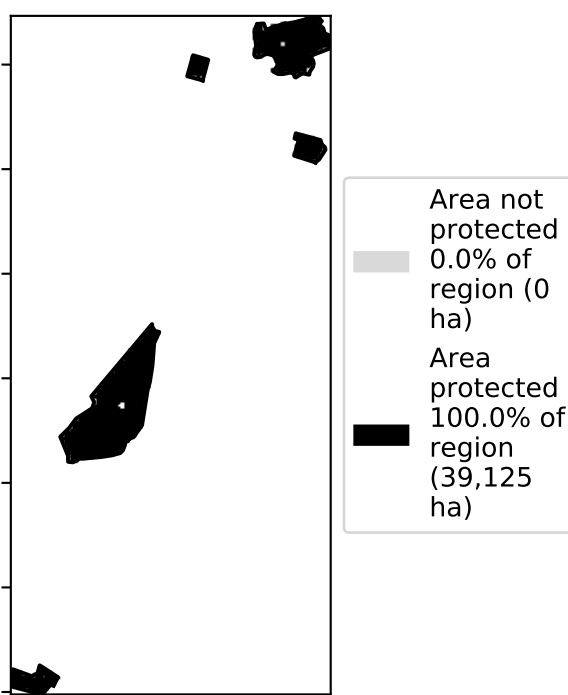 Area not
protected
0.0% of
region (0
ha)
Area
protected
100.0% of
region
(39,125
ha)